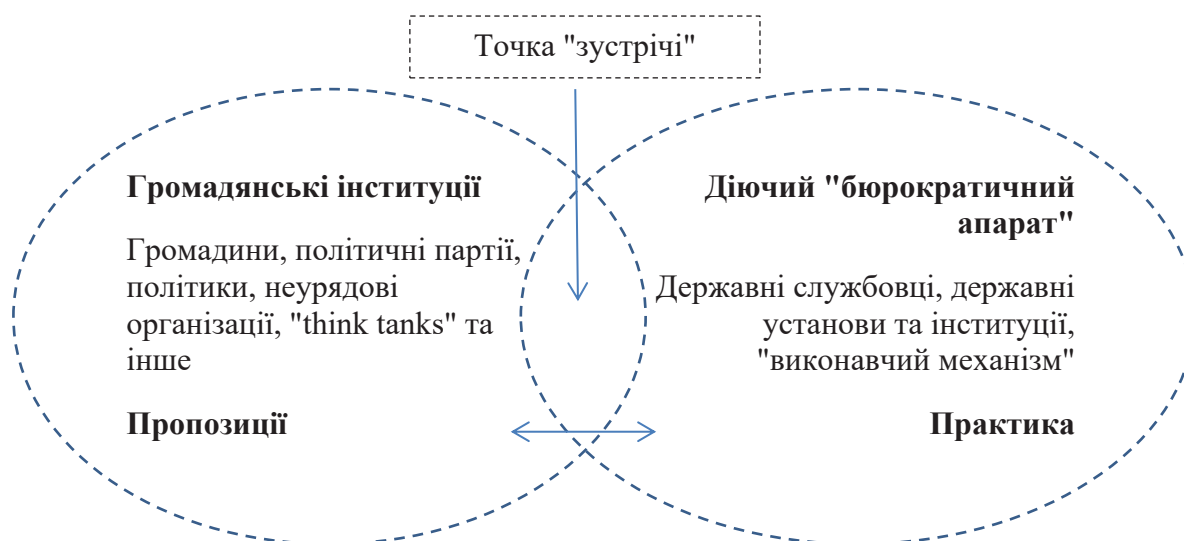 Точка "зустрічі"
Громадянські інституції
Громадини, політичні партії,
політики, неурядові
організації, "think tanks" та
інше
Пропозиції
Діючий "бюрократичний
апарат"
Державні службовці, державні
установи та інституції,
"виконавчий механізм"
Практика